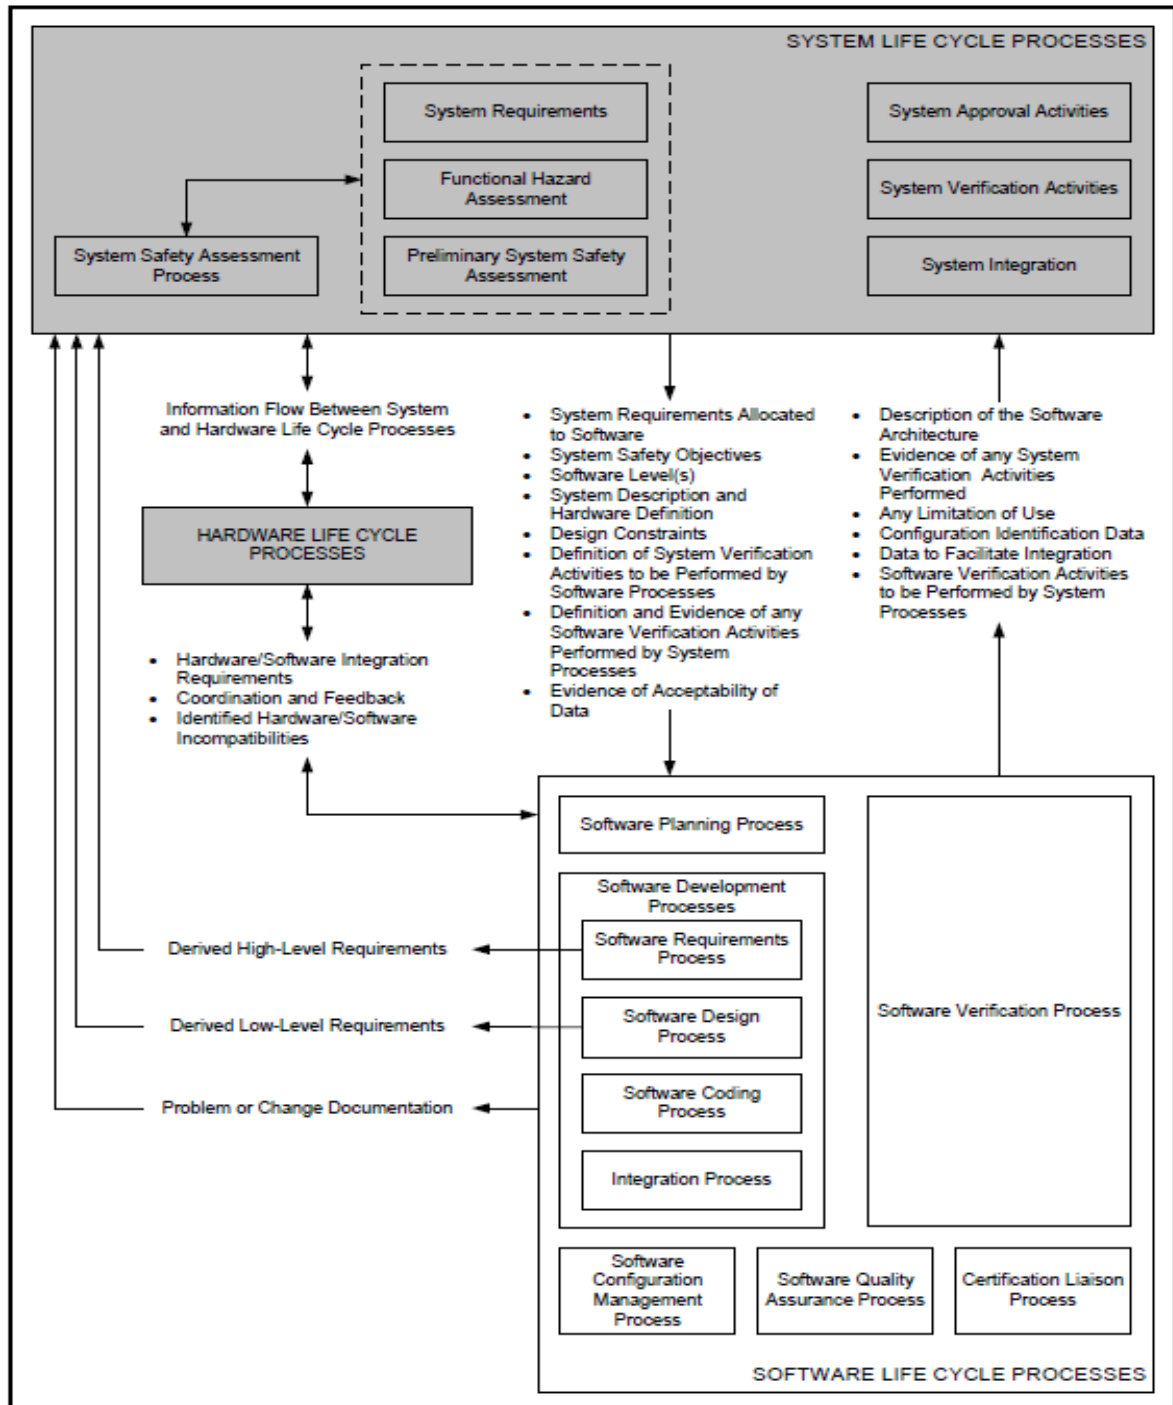 SYSTEM LIFE CYCLE PROCESSES
System Requirements
Functional Hazard
Assessment
Preliminary System Safety
Assessment
System Safety Assessment
Process
System Approval Activities
System Verification Activities
System Integration
Information Flow Between System
and Hardware Life Cycle Processes
HARDWARE LIFE CYCLE
PROCESSES
• Hardware/Software Integration
Requirements
• Coordination and Feedback
• Identified Hardware/Software
Incompatibilities
• System Requirements Allocated
to Software
• System Safety Objectives
• Software Level(s)
• System Description and
Hardware Definition
• Design Constraints
• Definition of System Verification
Activities to be Performed by
Software Processes
• Definition and Evidence of any
Software Verification Activities
Performed by System
Processes
• Evidence of Acceptability of
Data
• Description of the Software
Architecture
• Evidence of any System
Verification Activities
Performed
• Any Limitation of Use
• Configuration Identification Data
• Data to Facilitate Integration
• Software Verification Activities
to be Performed by System
Processes
Derived High-Level Requirements
Derived Low-Level Requirements
Problem or Change Documentation
Software Planning Process
Software Development
Processes
Software Requirements
Process
Software Design
Process
Software Coding
Process
Integration Process
Software Verification Process
Software
Configuration
Management
Process
Software Quality
Assurance Process
Certification Liaison
Process
SOFTWARE LIFE CYCLE PROCESSES